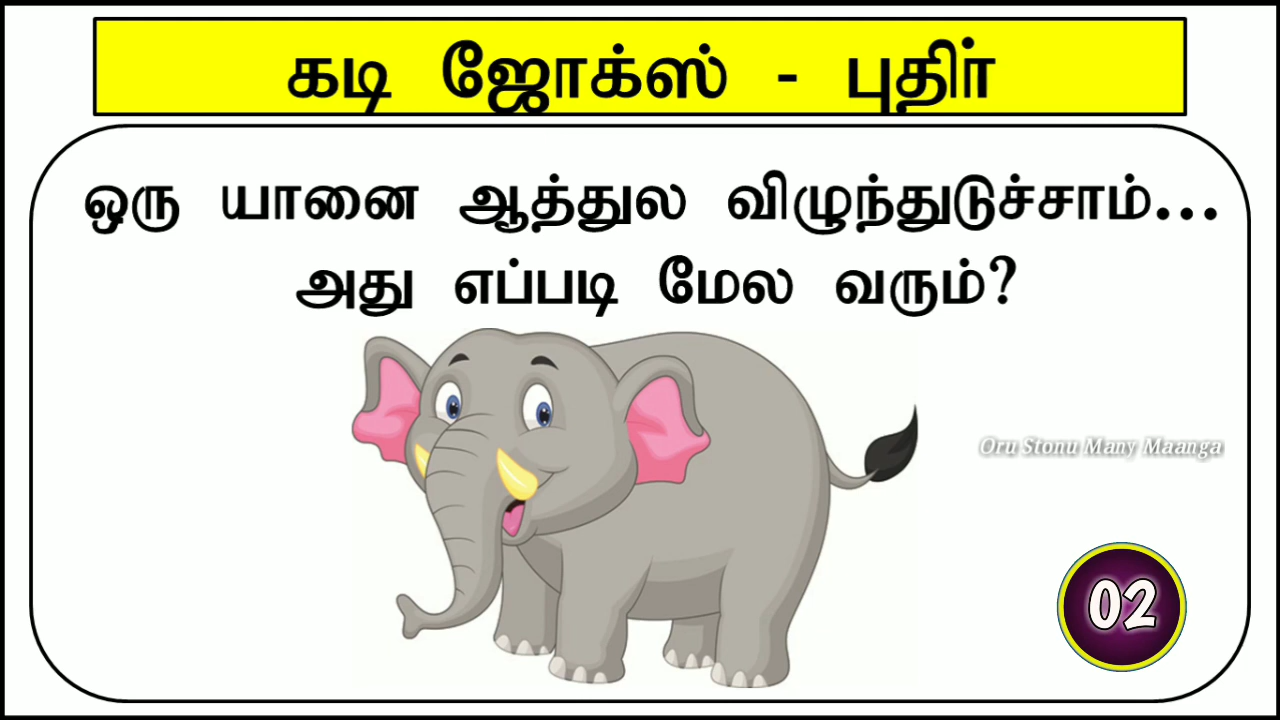 கடி ஜோக்ஸ் - புதிர்
ஒரு யானை ஆத்துல விழுந்துடுச்சாம்...
அது எப்படி மேல வரும்?
Oru Stonu Many Maanga
02